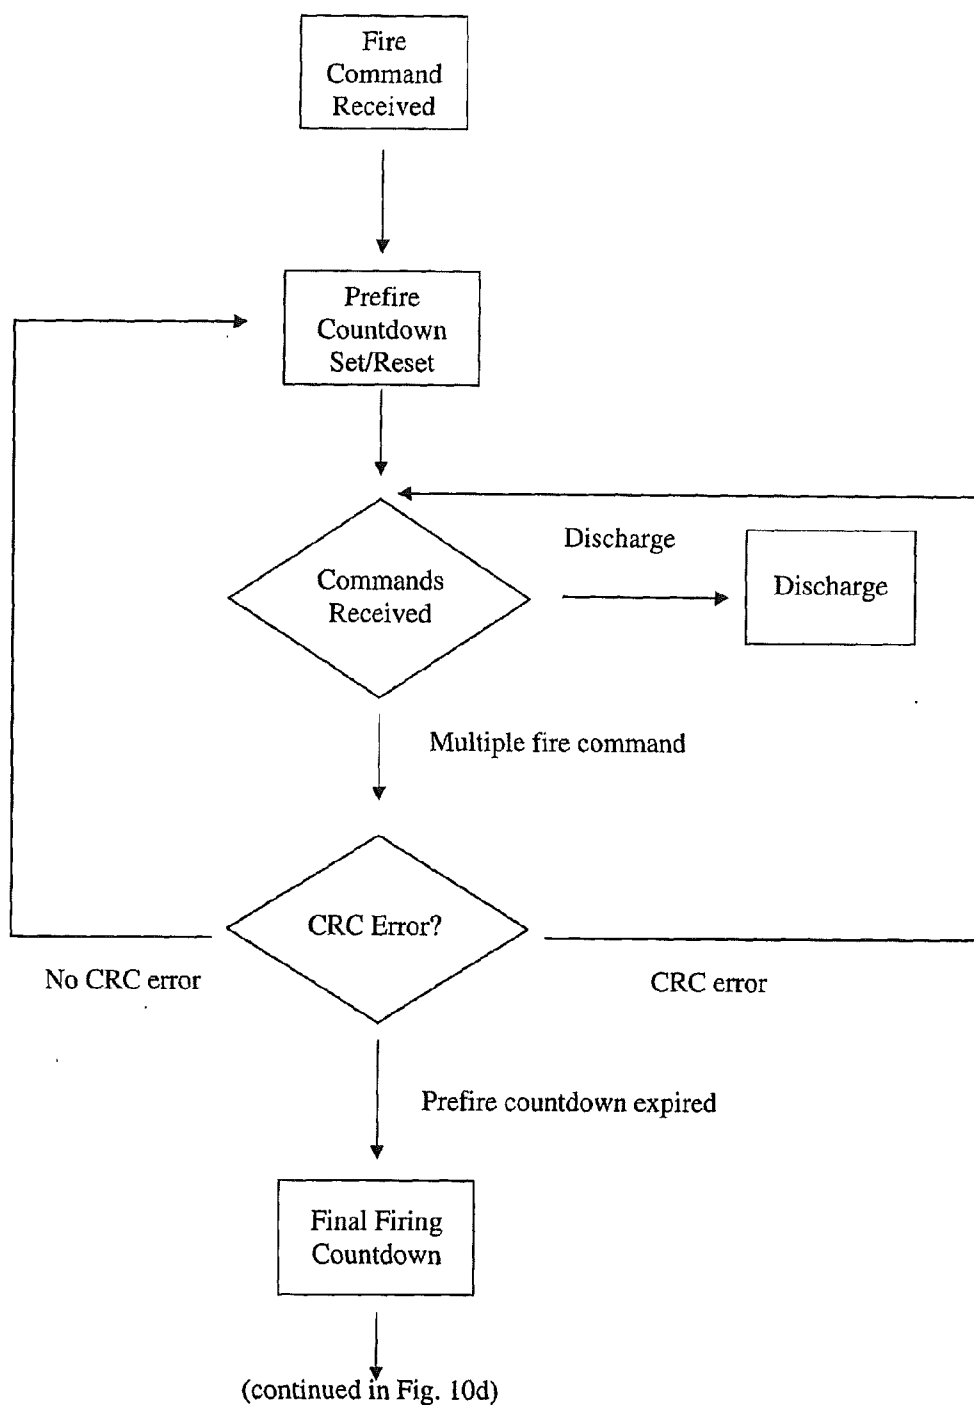 Fire
Command
Received
Prefire
Countdown
Set/Reset
Discharge
Commands
Received
Discharge
Multiple fire command
CRC Error?
No CRC error
CRC error
Prefire countdown expired
Final Firing
Countdown
(continued in Fig. 10d)